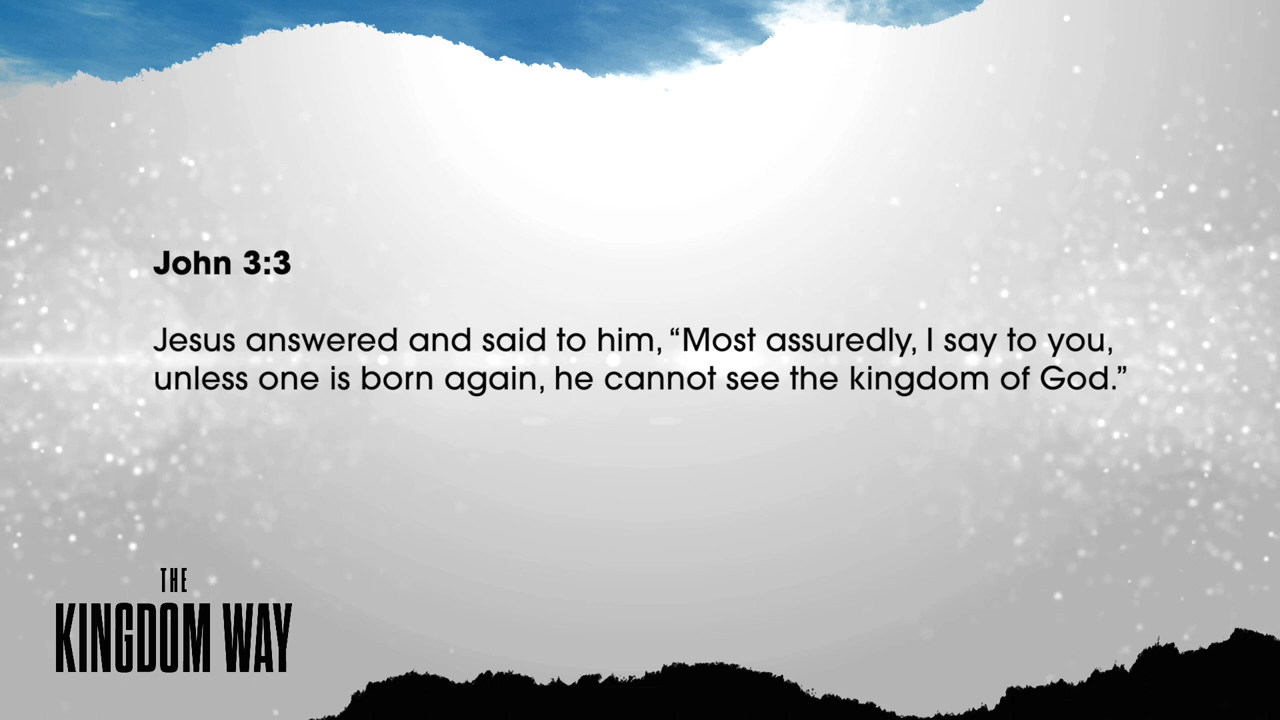 John 3:3
Jesus answered and said to him, “Most assuredly, I say to you,
unless one is born again, he cannot see the kingdom of God.”
THE
KINGDOM WAY